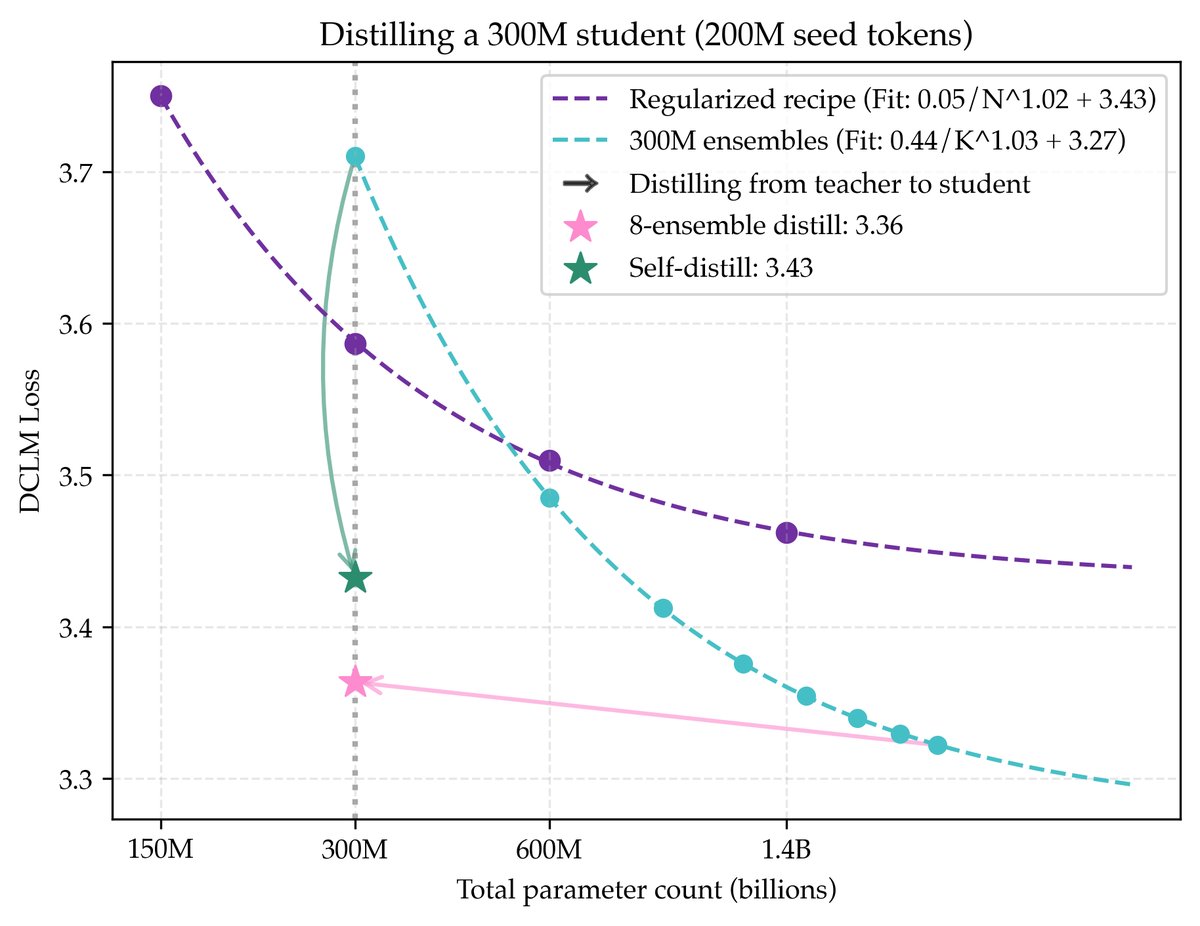 Distilling a 300M student (200M seed tokens)
Regularized recipe (Fit: 0.05/N^1.02 + 3.43)
300M ensembles (Fit: 0.44/K^1.03 + 3.27)
Distilling from teacher to student
8-ensemble distill: 3.36
Self-distill: 3.43
DCLM Loss
3.7
3.6
3.5
3.4
3.3
150M
300M
600M
1.4B
Total parameter count (billions)